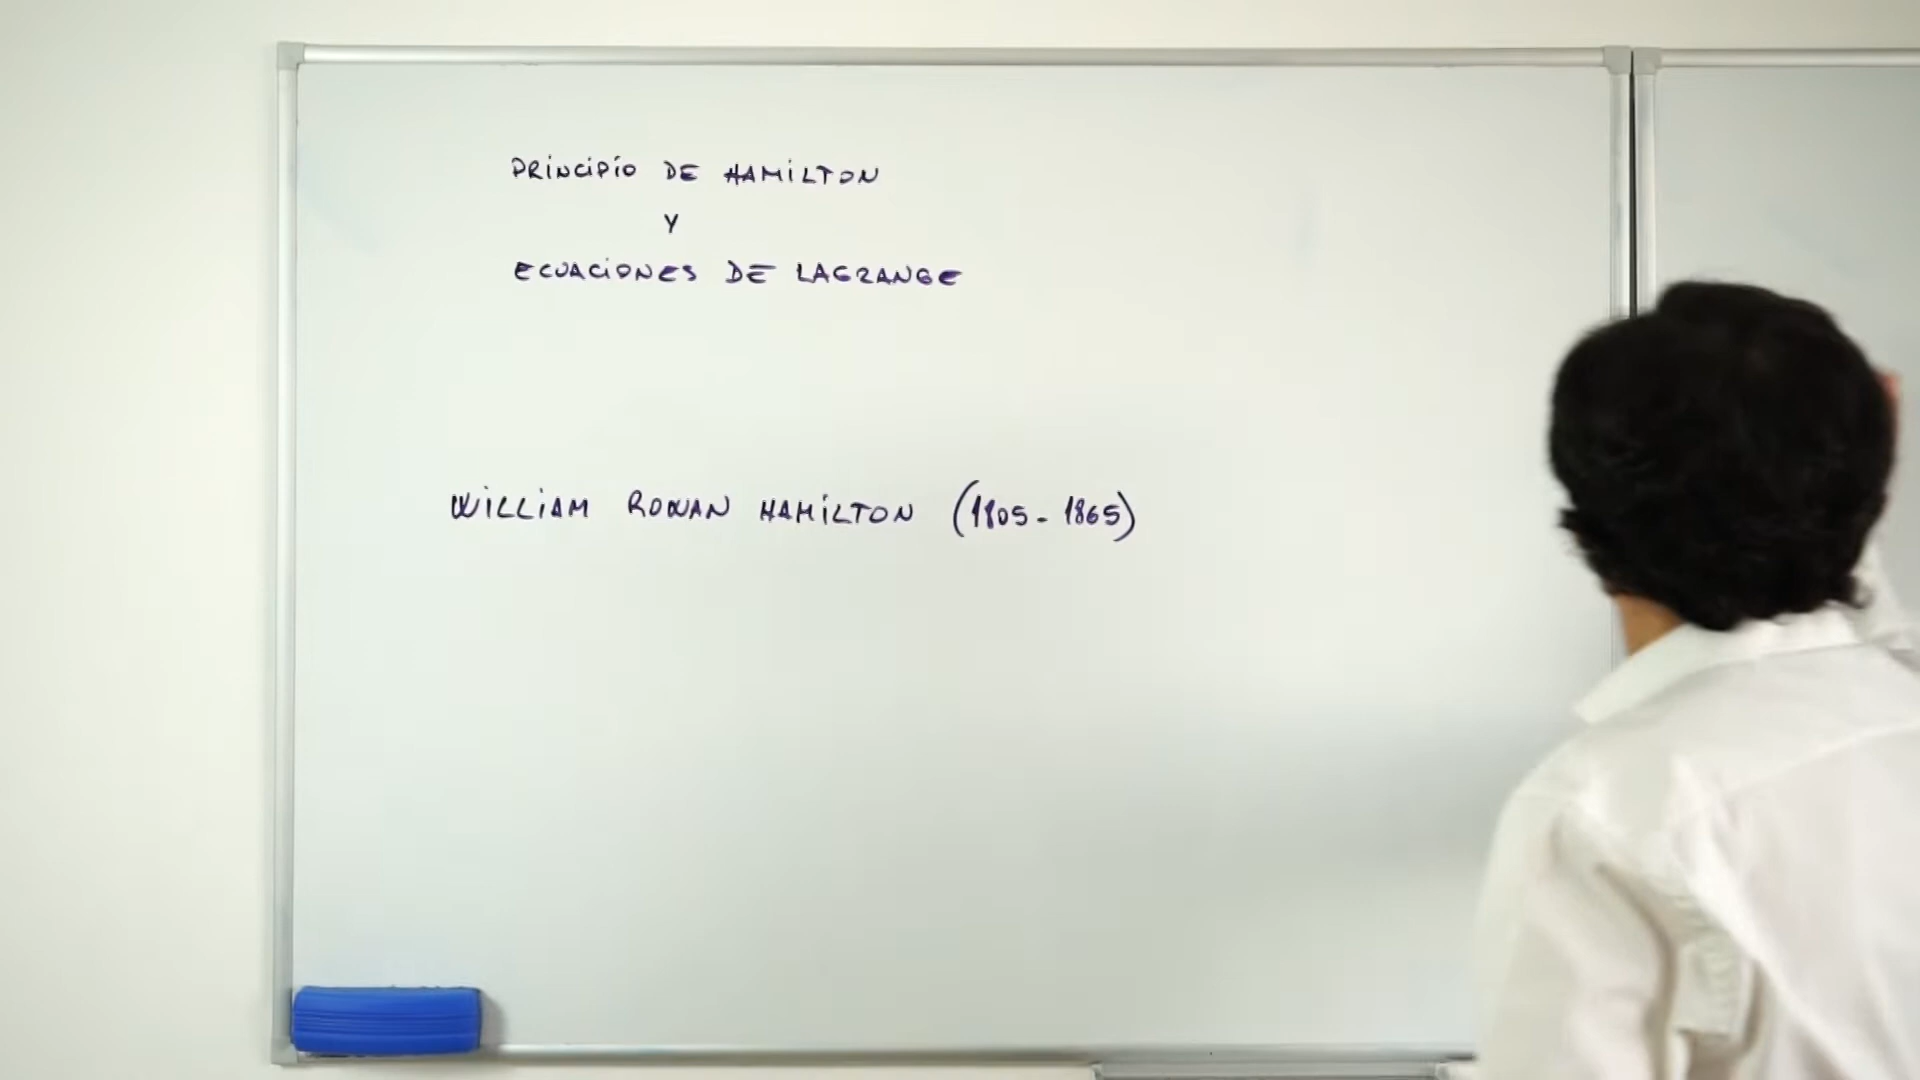 PRINCIPIO DE HAMILTON
Y
ECUACIONES DE LAGRANGE
WILLIAM ROWAN HAMILTON (1805-1865)